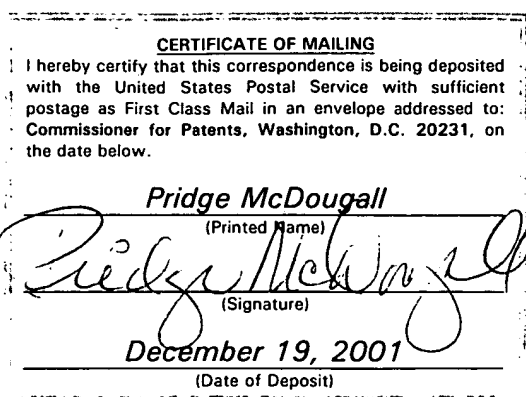 CERTIFICATE OF MAILING
I hereby certify that this correspondence is being deposited
with the United States Postal Service with sufficient
postage as First Class Mail in an envelope addressed to:
Commissioner for Patents, Washington, D.C. 20231, on
the date below.
Pridge McDougall
(Printed Name)
Pridge McDougall
(Signature)
December 19, 2001
(Date of Deposit)